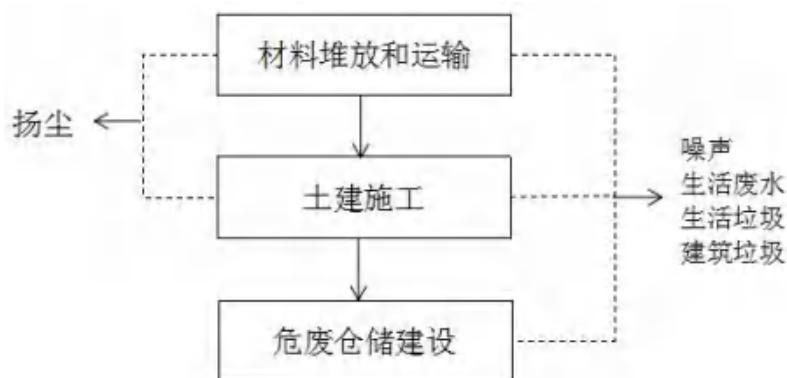 材料堆放和运输
扬尘
土建施工
噪声
生活废水
生活垃圾
建筑垃圾
危废仓储建设